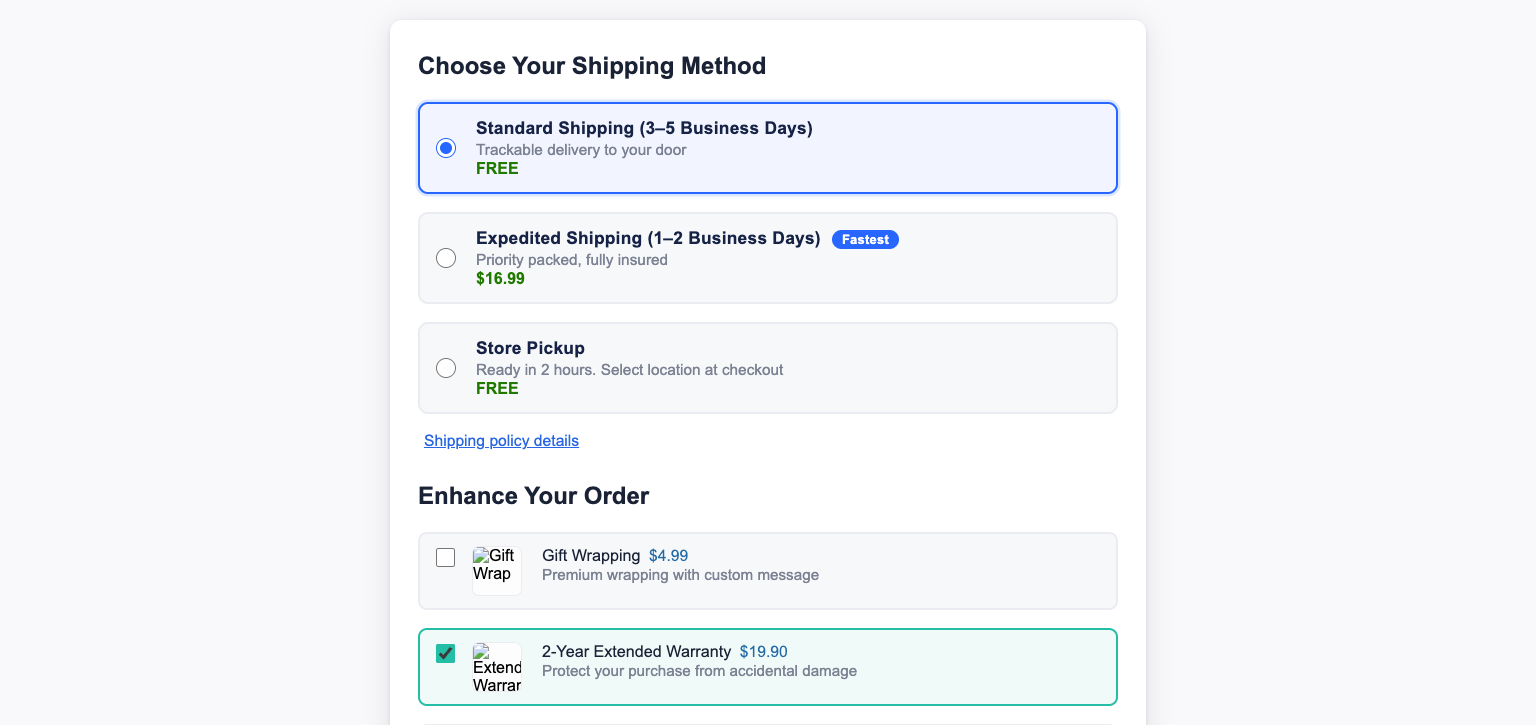 Choose Your Shipping Method
Standard Shipping (3–5 Business Days)
Trackable delivery to your door
FREE
Expedited Shipping (1–2 Business Days) Fastest
Priority packed, fully insured
$16.99
Store Pickup
Ready in 2 hours. Select location at checkout
FREE
Shipping policy details
Enhance Your Order
Gift
Wrap
Gift Wrapping $4.99
Premium wrapping with custom message
Extend
Warrar
2-Year Extended Warranty $19.90
Protect your purchase from accidental damage